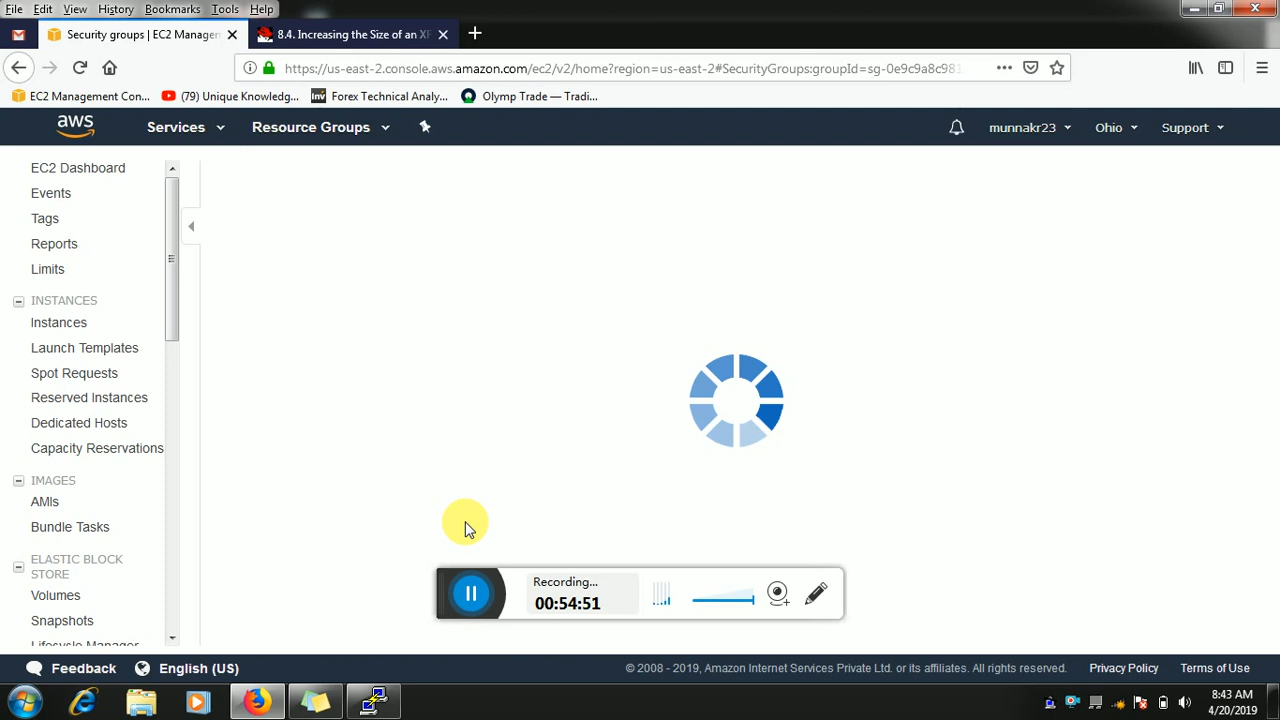 File Edit View History Bookmarks Tools Help
Security groups | EC2 Managem
8.4. Increasing the Size of an XF
https://us-east-2.console.aws.amazon.com/ec2/v2/home?region=us-east-2#SecurityGroups:groupId=sg-0e9c9a8c981
EC2 Management Con...
(79) Unique Knowledg...
Forex Technical Analy...
Olymp Trade — Tradi...
aws
Services
Resource Groups
munnakr23
Ohio
Support
EC2 Dashboard
Events
Tags
Reports
Limits
INSTANCES
Instances
Launch Templates
Spot Requests
Reserved Instances
Dedicated Hosts
Capacity Reservations
IMAGES
AMIs
Bundle Tasks
ELASTIC BLOCK
STORE
Volumes
Snapshots
Lifecycle Manager
Recording...
00:54:51
Feedback
English (US)
© 2008 - 2019, Amazon Internet Services Private Ltd. or its affiliates. All rights reserved.
Privacy Policy
Terms of Use
8:43 AM
4/20/2019